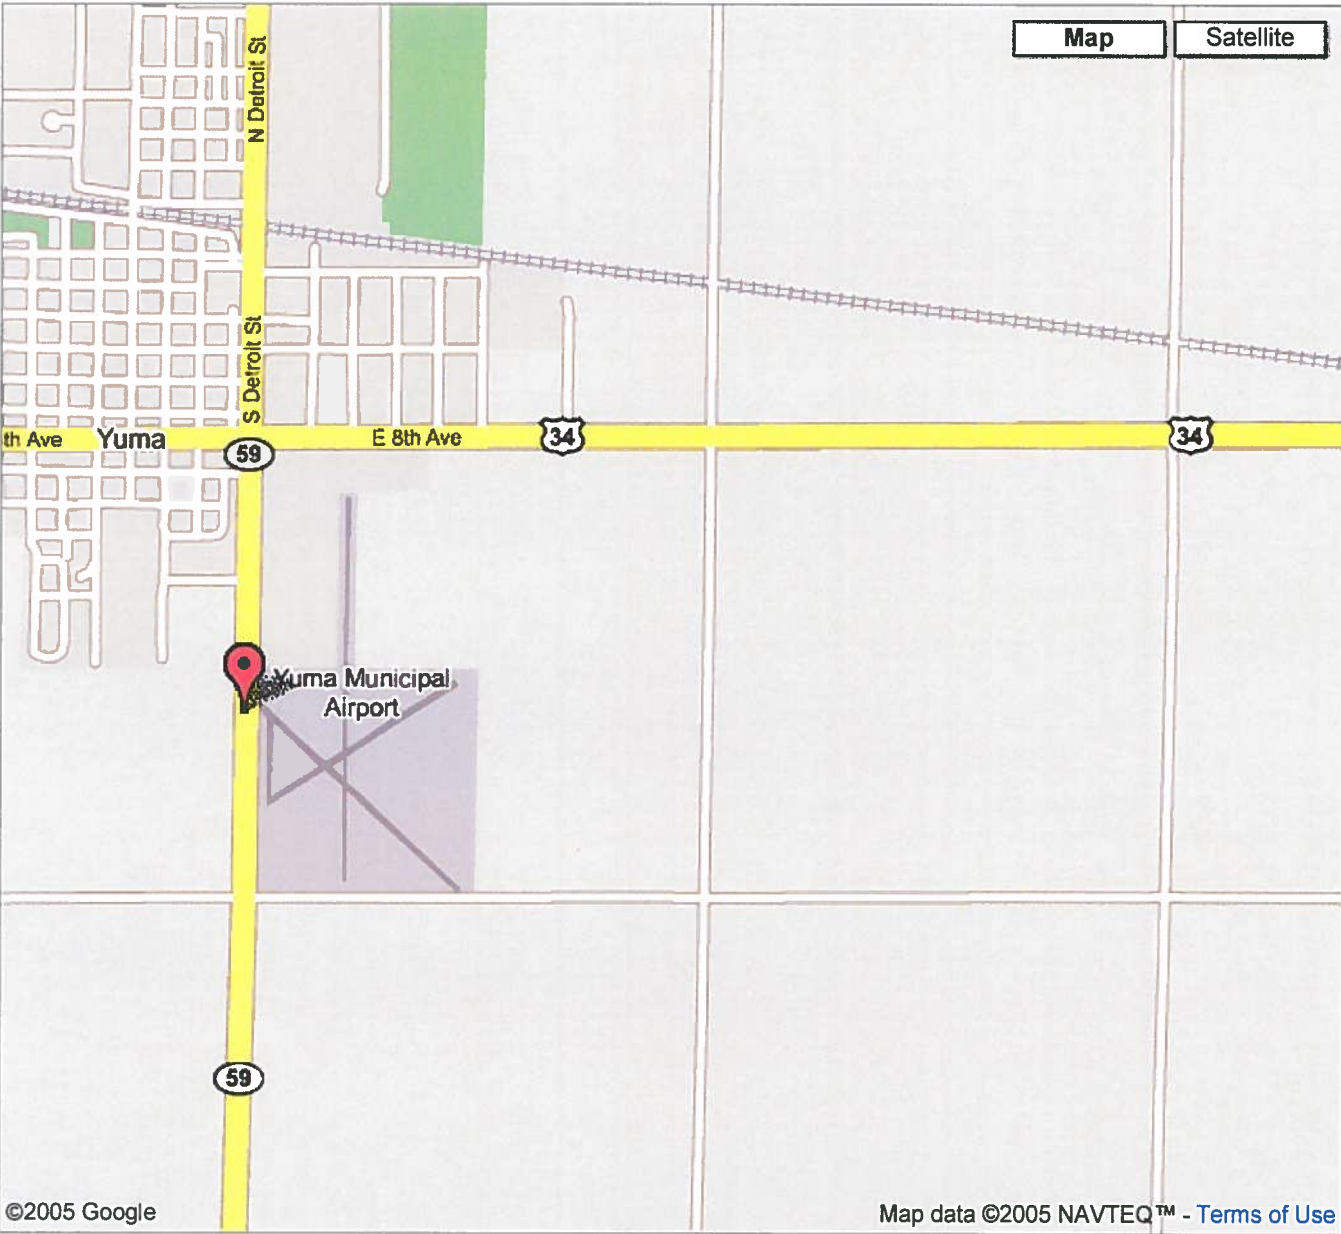 Map
Satellite
N Detroit St
S Detroit St
th Ave
Yuma
59
E 8th Ave
34
34
Yuma Municipal
Airport
59
©2005 Google
Map data ©2005 NAVTEQ™ - Terms of Use